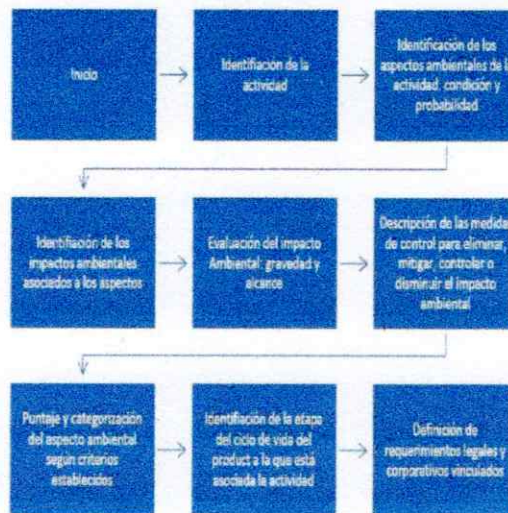 Inicio
Identifiación de la
actividad
Identificación de los
aspectos ambientales de l
actividad, condición y
probabilidad
Identifiación de los
impactos ambientales
asociados a los aspectos
Evaluación del impacto
Ambiental: gravedad y
alcance
Descripción de las medida
de control para eliminar,
mitigar, controlar o
disminuir el impacto
ambiental
Puntaje y categorización
del aspecto ambiental
según criterios
establecidos
Identifiación de la etapa
del ciclo de vida del
product a la que está
asociada la actividad
Definición de
requerimientos legales y
corporativos vinculados